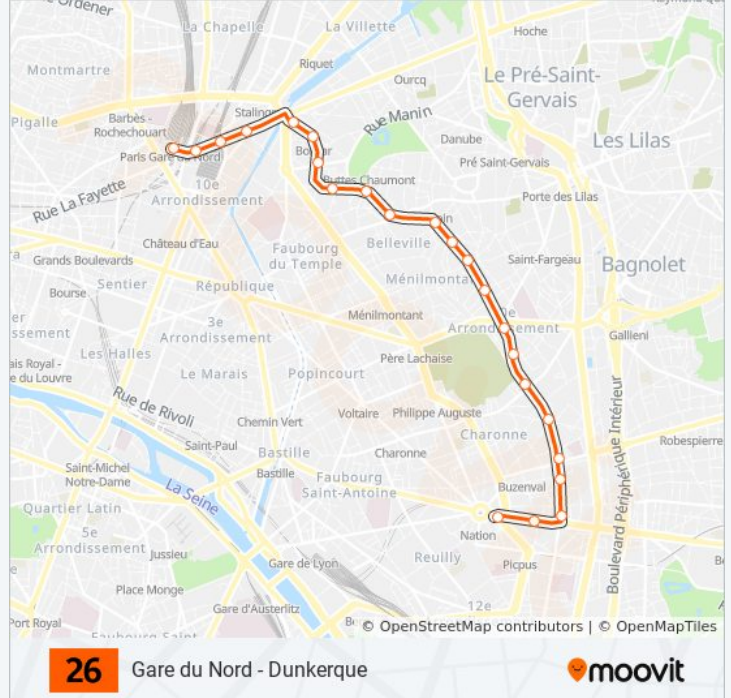 Ordener
La Chapelle
La Villette
Hoche
Riquet
Montmartre
Ourcq
Le Pré-Saint-
Gervais
Pigalle
Barbès -
Rochechouart
Rue Manin
Danube
Les Lilas
Paris Gare du Nord
Pré Saint-Gervais
Buttes Chaumont
Rue La Fayette
10e
Arrondissement
Porte des Lilas
Château d'Eau
Faubourg
du Temple
Belleville
Grands Boulevards
Saint-Fargeau
Bagnolet
Sentier
République
Bourse
Ménilmontant
3e
Arrondissement
Gallieni
Les Halles
Père Lachaise
ais Royal -
e du Louvre
Le Marais
Popincourt
Rue de Rivoli
Chemin Vert
Voltaire
Philippe Auguste
Charonne
Robespierre
Saint-Paul
Bastille
Charonne
Saint-Michel
Notre-Dame
Bastille
Faubourg
Saint-Antoine
Buzenval
La Seine
Quartier Latin
Nation
5e
Arrondissement
Jussieu
Gare de Lyon
Reuilly
Picpus
Boulevard Périphérique Intérieur
Place Monge
Gare d'Austerlitz
12e
Port Royal
© OpenStreetMap contributors | © OpenMapTiles
26
Gare du Nord - Dunkerque
moovit